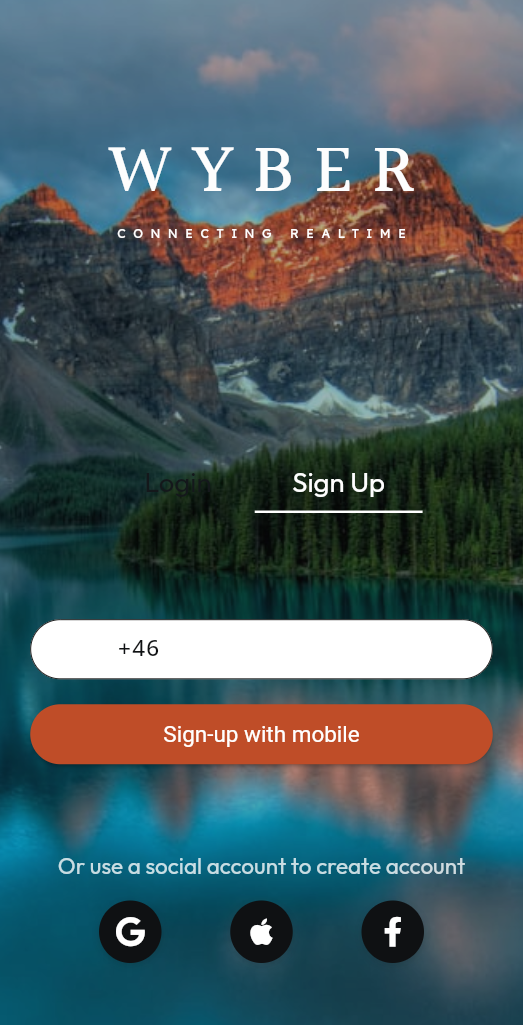 WYBER
CONNECTING REALTIME
Login
Sign Up
+46
Sign-up with mobile
Or use a social account to create account